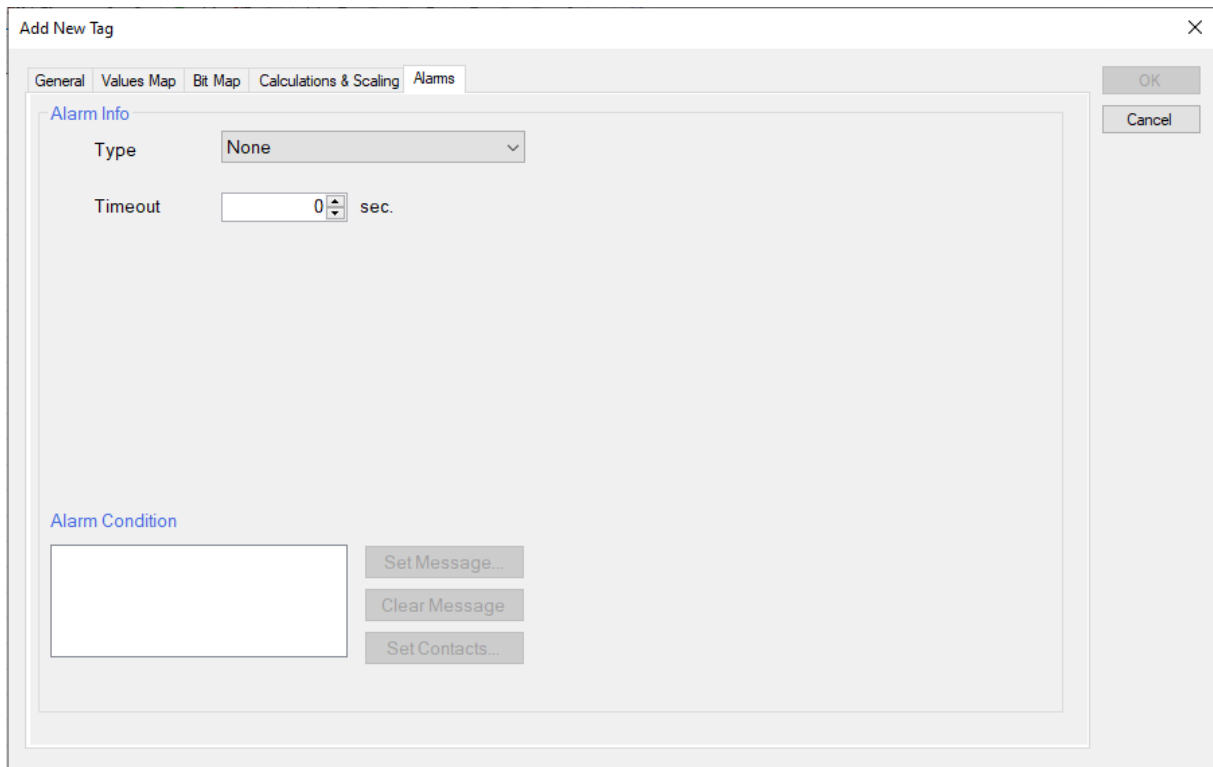 Add New Tag
General Values Map Bit Map Calculations & Scaling Alarms
OK
Cancel
Alarm Info
Type None
Timeout 0 sec.
Alarm Condition
Set Message...
Clear Message
Set Contacts...